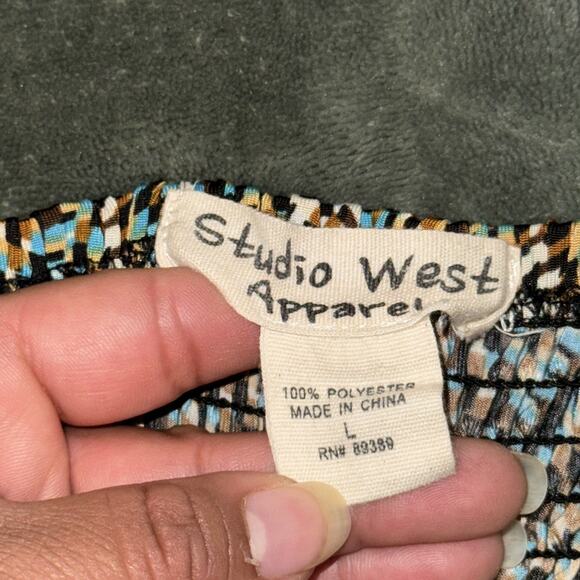 Studio West
Apparel
100% POLYESTER
MADE IN CHINA
L
RN# 89389